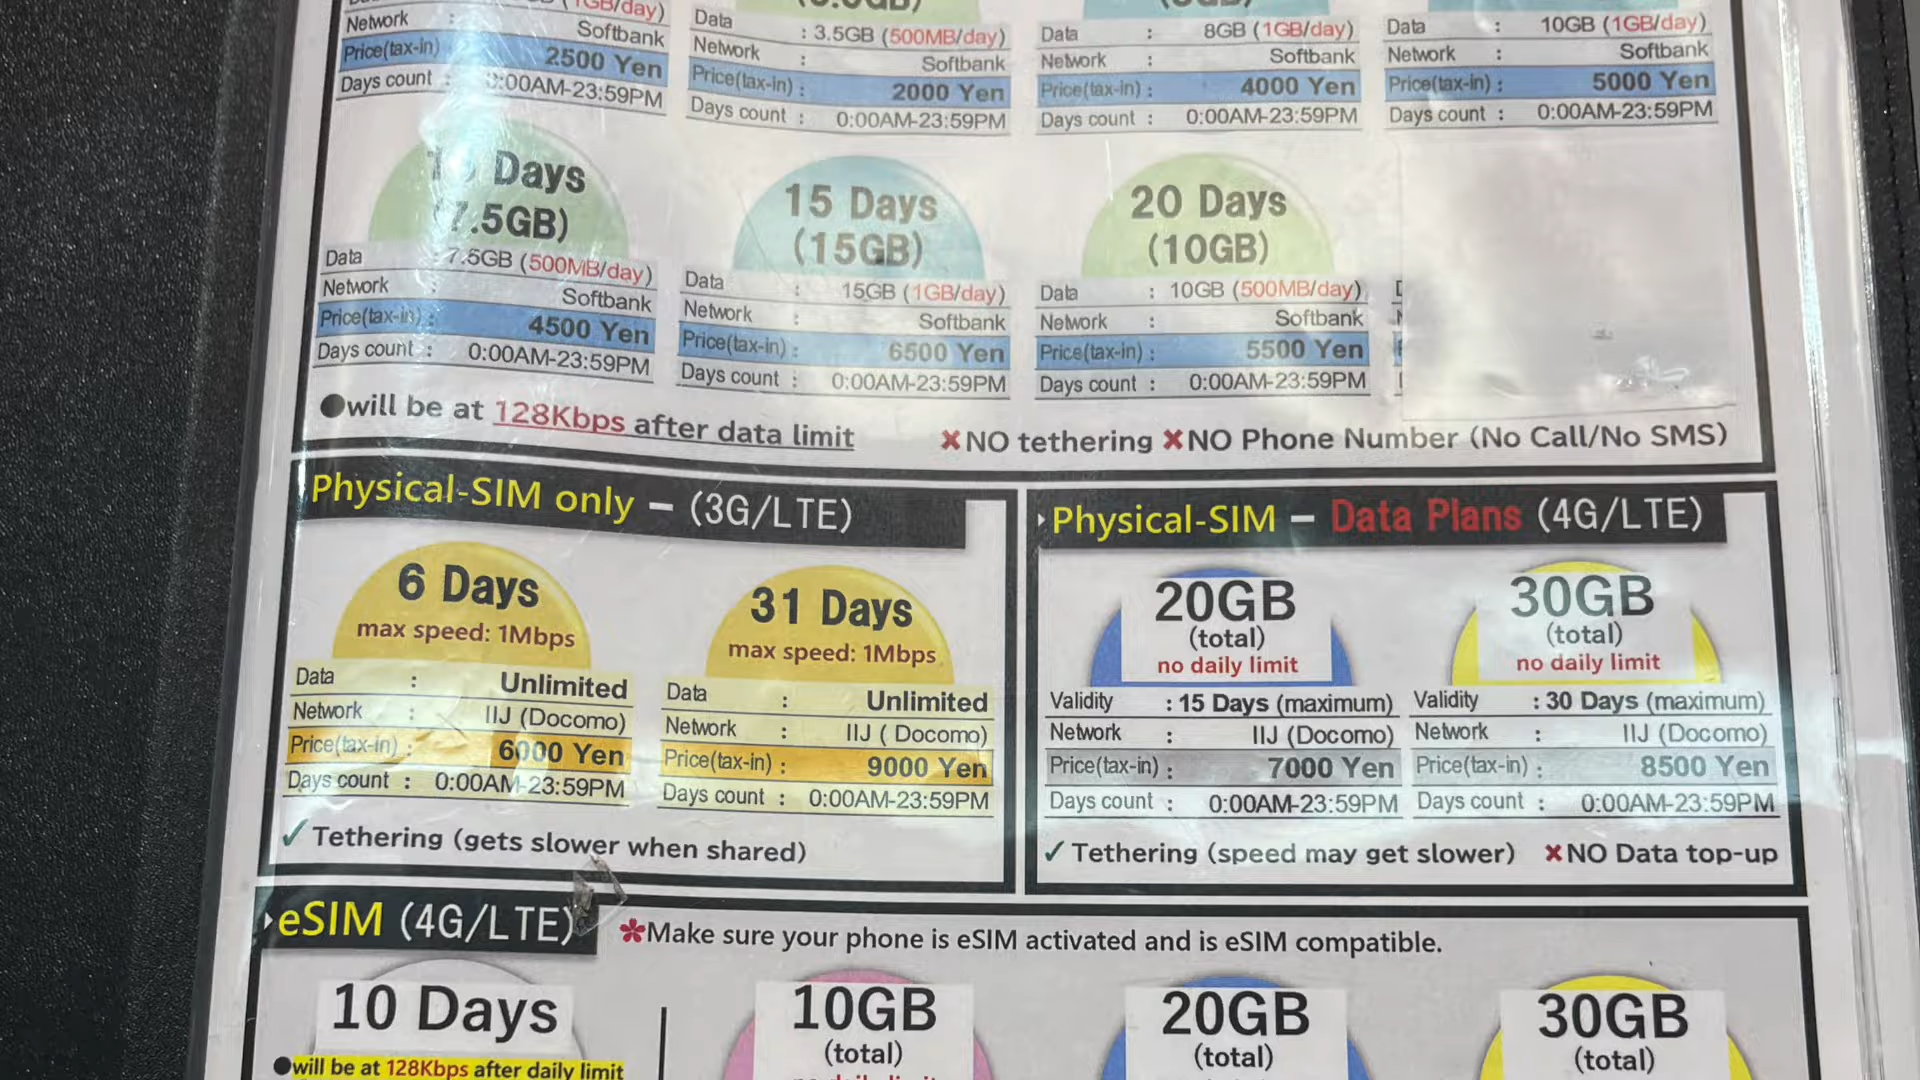 (1GB/day)
Network : Softbank
Price(tax-in) 2500 Yen
Days count : 0:00AM-23:59PM
Data : 3.5GB (500MB/day)
Network : Softbank
Price(tax-in) : 2000 Yen
Days count : 0:00AM-23:59PM
Data : 8GB (1GB/day)
Network : Softbank
Price(tax-in) : 4000 Yen
Days count : 0:00AM-23:59PM
Data : 10GB (1GB/day)
Network : Softbank
Price(tax-in) : 5000 Yen
Days count : 0:00AM-23:59PM
Days
7.5GB)
Data 7.5GB (500MB/day)
Network : Softbank
Price(tax-in) : 4500 Yen
Days count : 0:00AM-23:59PM
15 Days
(15GB)
Data : 15GB (1GB/day)
Network : Softbank
Price(tax-in) : 6500 Yen
Days count : 0:00AM-23:59PM
20 Days
(10GB)
Data : 10GB (500MB/day)
Network : Softbank
Price(tax-in) : 5500 Yen
Days count : 0:00AM-23:59PM
●will be at 128Kbps after data limit
✖NO tethering ✖NO Phone Number (No Call/No SMS)
Physical-SIM only – (3G/LTE)
6 Days
max speed: 1Mbps
Data : Unlimited
Network : IIJ (Docomo)
Price(tax-in) : 6000 Yen
Days count : 0:00AM-23:59PM
31 Days
max speed: 1Mbps
Data : Unlimited
Network : IIJ ( Docomo)
Price(tax-in) : 9000 Yen
Days count : 0:00AM-23:59PM
✓Tethering (gets slower when shared)
Physical-SIM – Data Plans (4G/LTE)
20GB
(total)
no daily limit
Validity : 15 Days (maximum)
Network : IIJ (Docomo)
Price(tax-in) : 7000 Yen
Days count : 0:00AM-23:59PM
30GB
(total)
no daily limit
Validity : 30 Days (maximum)
Network : IIJ (Docomo)
Price(tax-in) : 8500 Yen
Days count : 0:00AM-23:59PM
✓Tethering (speed may get slower) ✖NO Data top-up
eSIM (4G/LTE)
*Make sure your phone is eSIM activated and is eSIM compatible.
10 Days
●will be at 128Kbps after daily limit
10GB
(total)
20GB
(total)
30GB
(total)